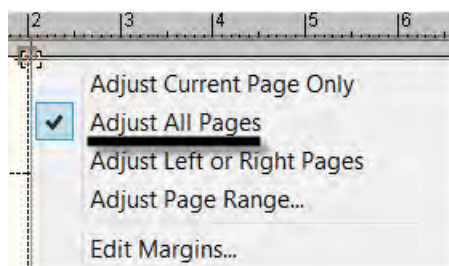 2 3 4 5 6
Adjust Current Page Only
Adjust All Pages
Adjust Left or Right Pages
Adjust Page Range...
Edit Margins...